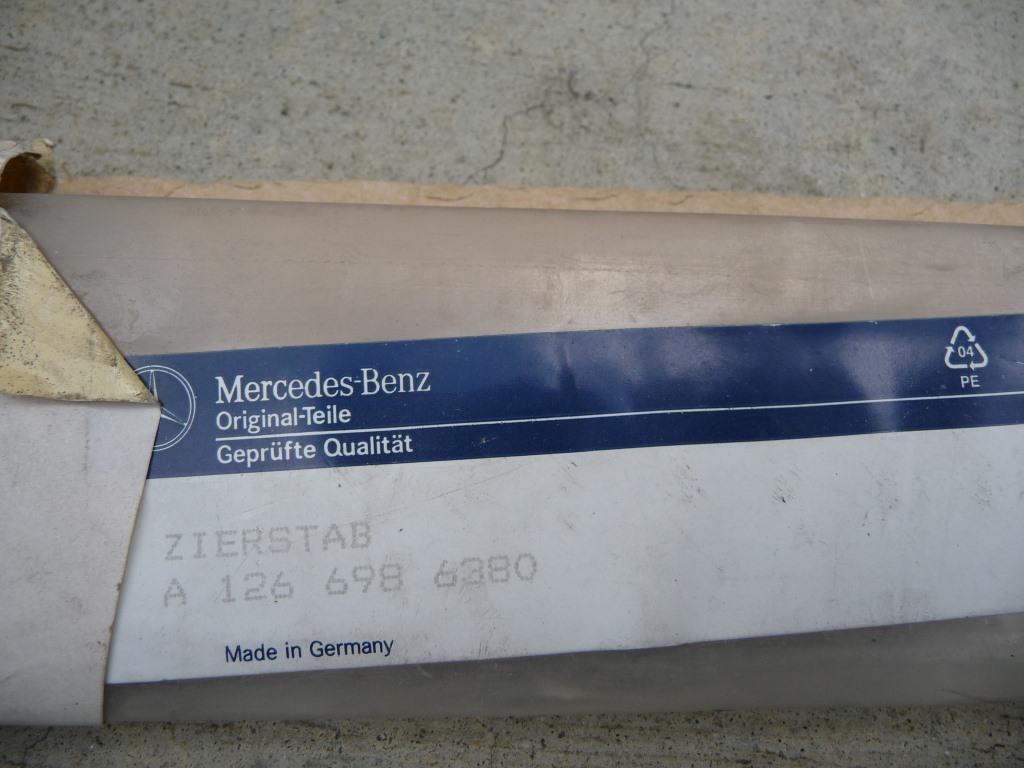 Mercedes-Benz
Original-Teile
Geprüfte Qualität
04
PE
ZIERSTAB
A 126 698 6380
Made in Germany